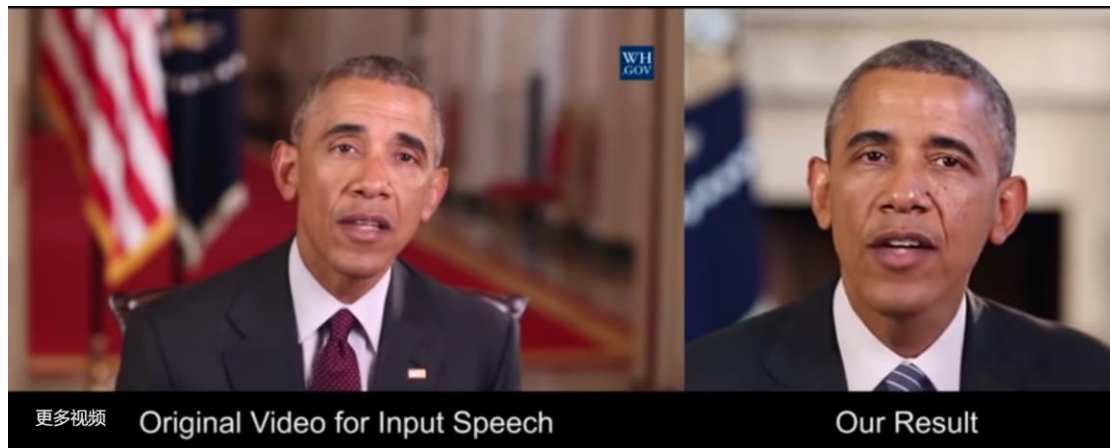 WH
.GOV
更多视频
Original Video for Input Speech
Our Result